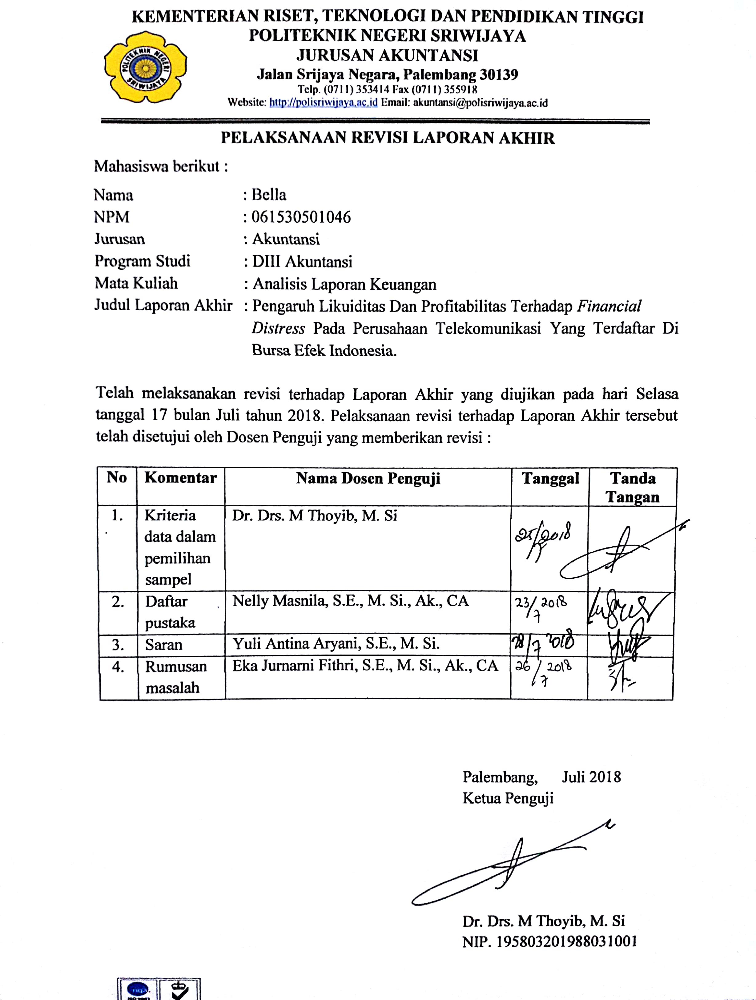 KEMENTERIAN RISET, TEKNOLOGI DAN PENDIDIKAN TINGGI
POLITEKNIK NEGERI SRIWIJAYA
JURUSAN AKUNTANSI
Jalan Srijaya Negara, Palembang 30139
Telp. (0711) 353414 Fax (0711) 355918
Website: http://polisriwijaya.ac.id Email: akuntansi@polisriwijaya.ac.id
POLITEKNIK NEGERI SRIWIJAYA
PELAKSANAAN REVISI LAPORAN AKHIR
Mahasiswa berikut :
Nama : Bella
NPM : 061530501046
Jurusan : Akuntansi
Program Studi : DIII Akuntansi
Mata Kuliah : Analisis Laporan Keuangan
Judul Laporan Akhir : Pengaruh Likuiditas Dan Profitabilitas Terhadap Financial
Distress Pada Perusahaan Telekomunikasi Yang Terdaftar Di
Bursa Efek Indonesia.
Telah melaksanakan revisi terhadap Laporan Akhir yang diujikan pada hari Selasa
tanggal 17 bulan Juli tahun 2018. Pelaksanaan revisi terhadap Laporan Akhir tersebut
telah disetujui oleh Dosen Penguji yang memberikan revisi :
No Komentar Nama Dosen Penguji Tanggal Tanda
Tangan
1. Kriteria Dr. Drs. M Thoyib, M. Si 25/7 2018
data dalam
pemilihan
sampel
2. Daftar Nelly Masnila, S.E., M. Si., Ak., CA 23/7 2018
pustaka
3. Saran Yuli Antina Aryani, S.E., M. Si. /7 2018
4. Rumusan Eka Jurnarni Fithri, S.E., M. Si., Ak., CA 26/7 2018
masalah
Palembang, Juli 2018
Ketua Penguji
Dr. Drs. M Thoyib, M. Si
NIP. 195803201988031001
nqa.